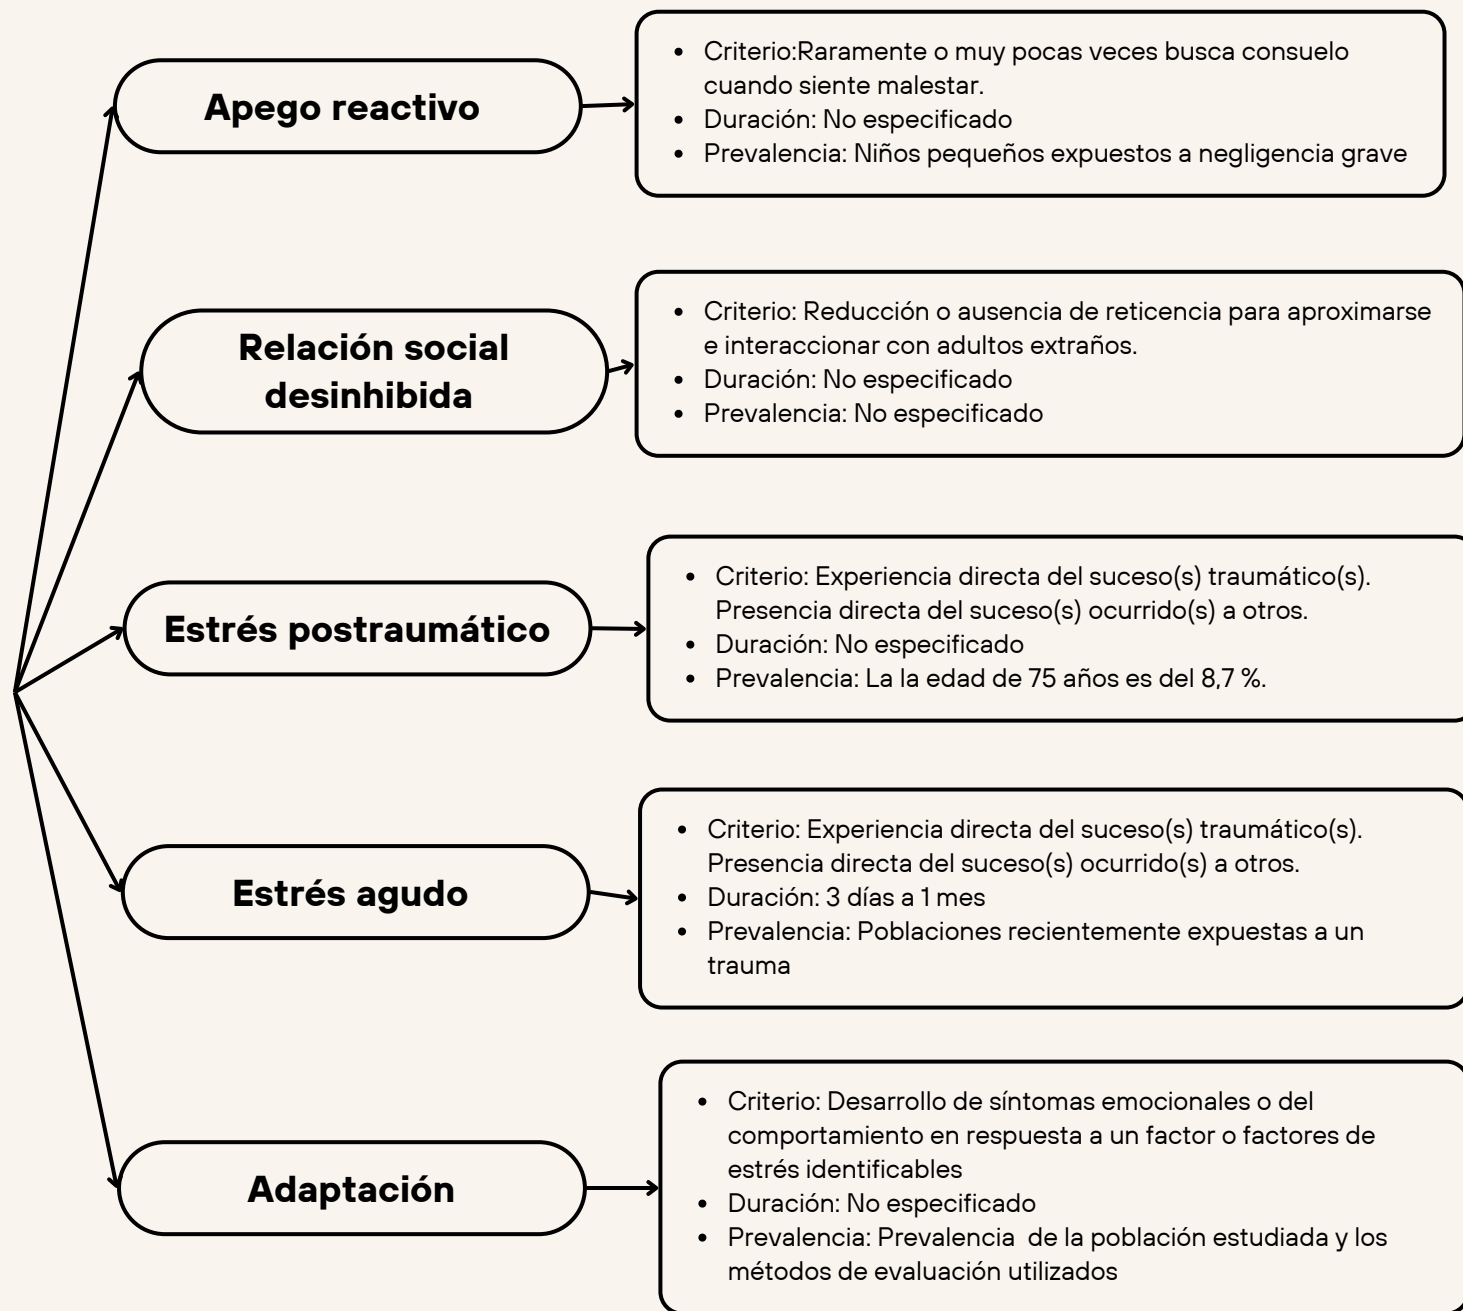 Apego reactivo
• Criterio:Raramente o muy pocas veces busca consuelo
cuando siente malestar.
• Duración: No especificado
• Prevalencia: Niños pequeños expuestos a negligencia grave
Relación social
desinhibida
• Criterio: Reducción o ausencia de reticencia para aproximarse
e interaccionar con adultos extraños.
• Duración: No especificado
• Prevalencia: No especificado
Estrés postraumático
• Criterio: Experiencia directa del suceso(s) traumático(s).
Presencia directa del suceso(s) ocurrido(s) a otros.
• Duración: No especificado
• Prevalencia: La la edad de 75 años es del 8,7 %.
Estrés agudo
• Criterio: Experiencia directa del suceso(s) traumático(s).
Presencia directa del suceso(s) ocurrido(s) a otros.
• Duración: 3 días a 1 mes
• Prevalencia: Poblaciones recientemente expuestas a un
trauma
Adaptación
• Criterio: Desarrollo de síntomas emocionales o del
comportamiento en respuesta a un factor o factores de
estrés identificables
• Duración: No especificado
• Prevalencia: Prevalencia  de la población estudiada y los
métodos de evaluación utilizados